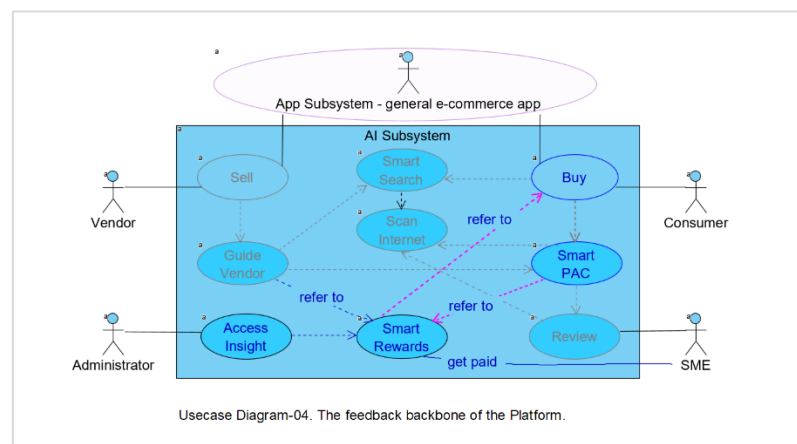 a
a
App Subsystem - general e-commerce app
a
AI Subsystem
a
Sell
a
Smart
Search
a
Buy
a
Vendor
a
Consumer
a
Scan
Internet
refer to
a
Guide
Vendor
a
Smart
PAC
refer to
refer to
a
Administrator
a
Access
Insight
a
Smart
Rewards
a
Review
a
SME
get paid
Usecase Diagram-04. The feedback backbone of the Platform.